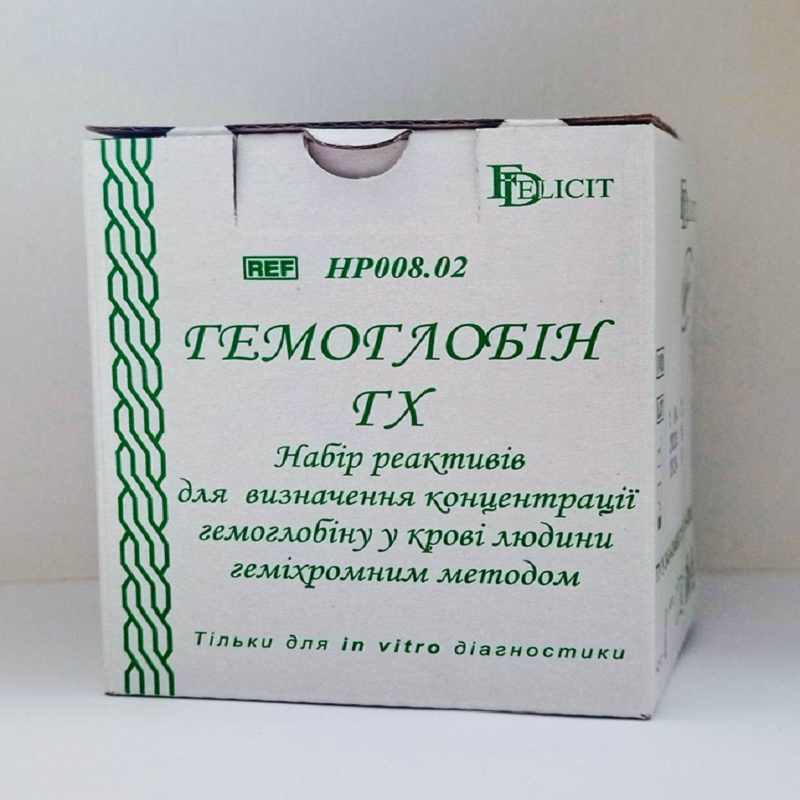 FELICIT
REF HP008.02
ГЕМОГЛОБІН
ГХ
Набір реактивів
для визначення концентрації
гемоглобіну у крові людини
геміхромним методом
Тільки для in vitro діагностики